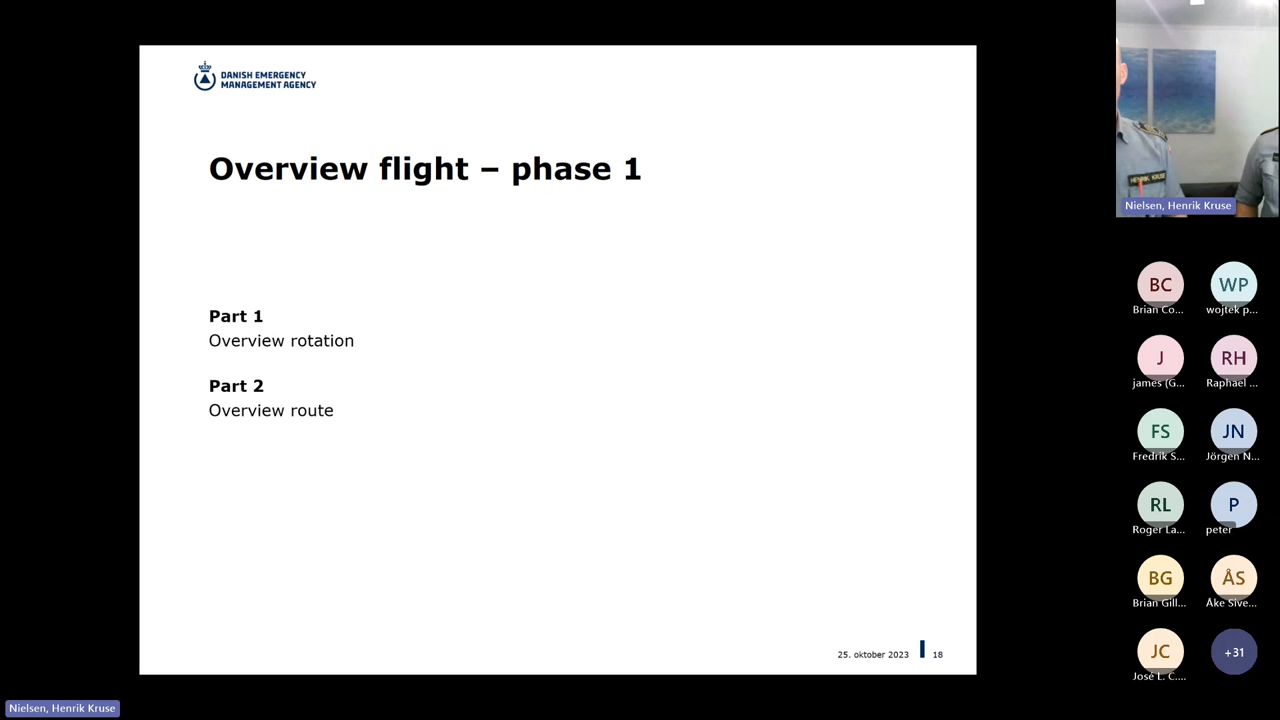 DANISH EMERGENCY
MANAGEMENT AGENCY
Overview flight – phase 1
Part 1
Overview rotation
Part 2
Overview route
25. oktober 2023
18
HENRIK KRUSE
Nielsen, Henrik Kruse
BC
WP
Brian Co...
wojtek p...
J
RH
james (G...
Raphael ...
FS
JN
Fredrik S...
Jörgen N...
RL
P
Roger La...
peter
BG
ÅS
Brian Gill...
Åke Sive...
JC
+31
José L. C....
Nielsen, Henrik Kruse